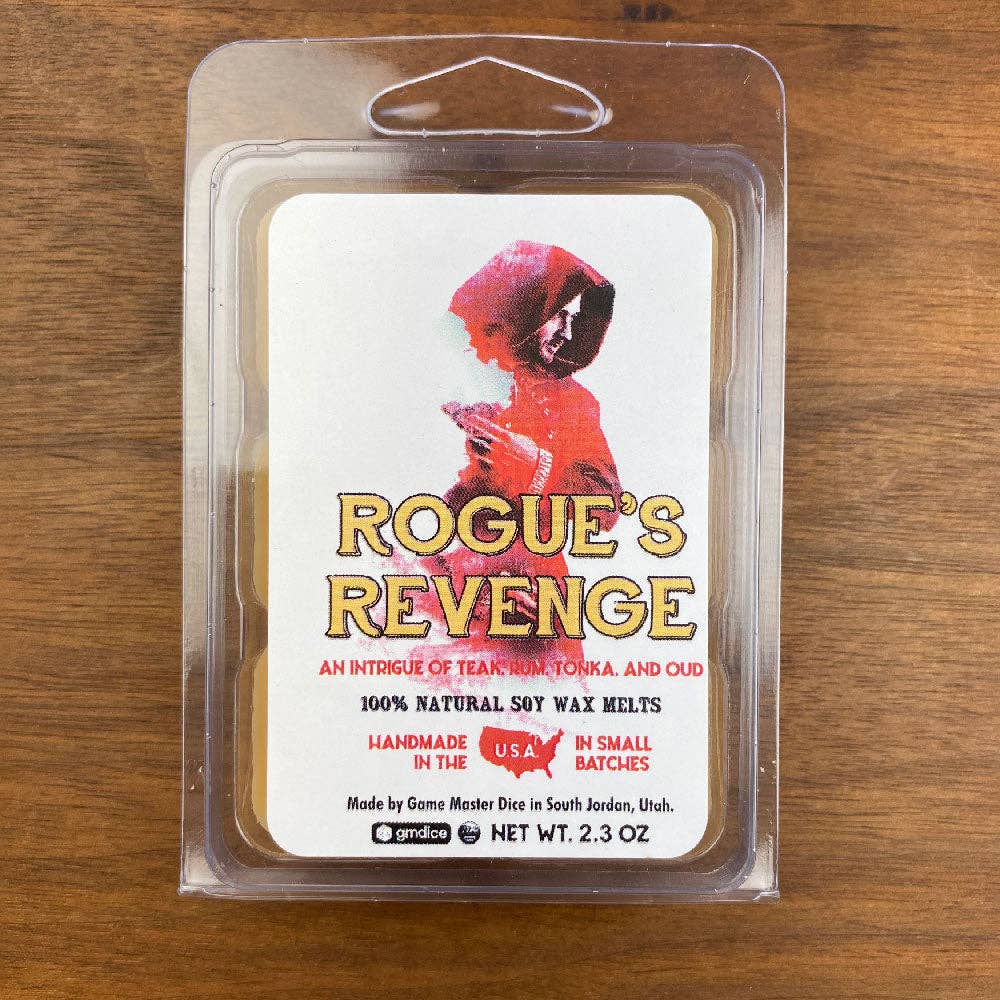 ROGUE'S
REVENGE
AN INTRIGUE OF TEAK, RUM, TONKA, AND OUD
100% NATURAL SOY WAX MELTS
HANDMADE IN THE
U.S.A.
IN SMALL BATCHES
Made by Game Master Dice in South Jordan, Utah.
gmdice NET WT. 2.3 OZ